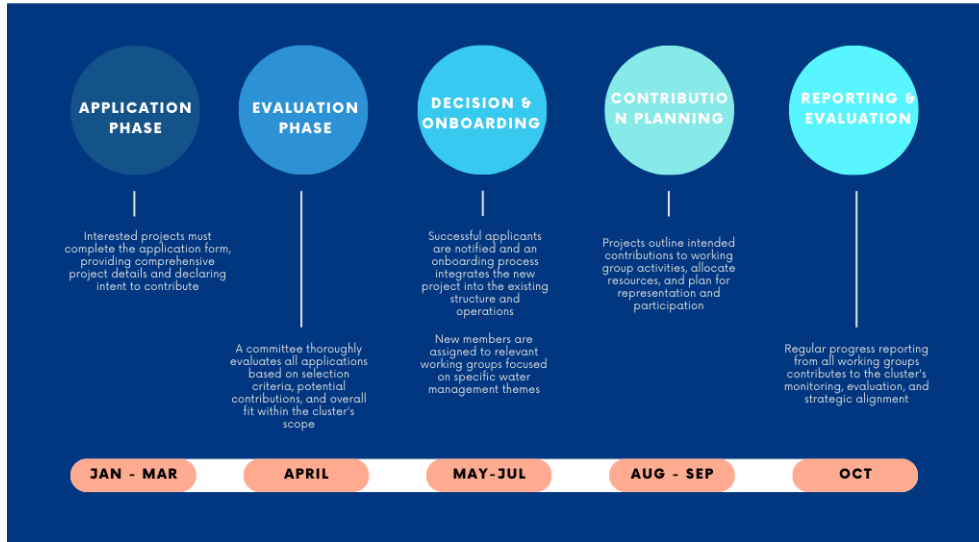 APPLICATION
PHASE
Interested projects must
complete the application form,
providing comprehensive
project details and declaring
intent to contribute
JAN - MAR
EVALUATION
PHASE
A committee thoroughly
evaluates all applications
based on selection
criteria, potential
contributions, and overall
fit within the cluster's
scope
APRIL
DECISION &
ONBOARDING
Successful applicants
are notified and an
onboarding process
integrates the new
project into the existing
structure and
operations
New members are
assigned to relevant
working groups focused
on specific water
management themes
MAY-JUL
CONTRIBUTIO
N PLANNING
Projects outline intended
contributions to working
group activities, allocate
resources, and plan for
representation and
participation
AUG - SEP
REPORTING &
EVALUATION
Regular progress reporting
from all working groups
contributes to the cluster's
monitoring, evaluation, and
strategic alignment
OCT